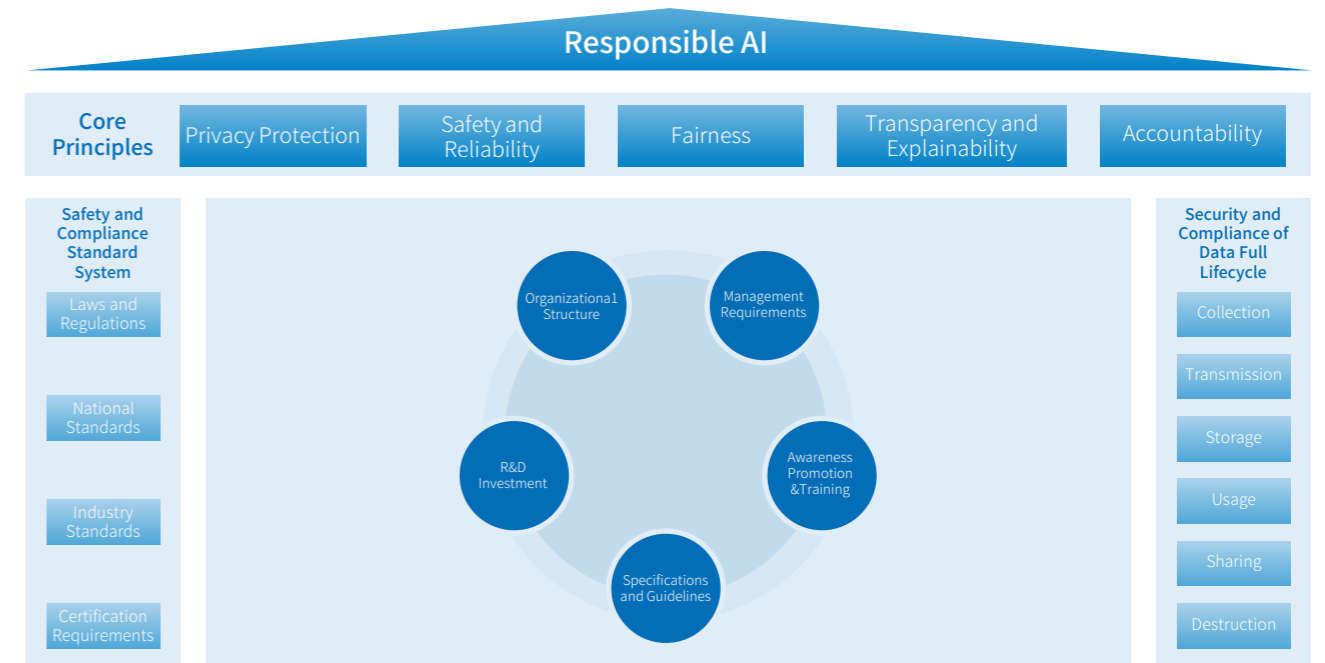 Responsible AI
Core
Principles
Privacy Protection
Safety and
Reliability
Fairness
Transparency and
Explainability
Accountability
Safety and
Compliance
Standard
System
Laws and
Regulations
National
Standards
Industry
Standards
Certification
Requirements
Organizationa1
Structure
Management
Requirements
R&D
Investment
Awareness
Promotion
&Training
Specifications
and Guidelines
Security and
Compliance of
Data Full
Lifecycle
Collection
Transmission
Storage
Usage
Sharing
Destruction